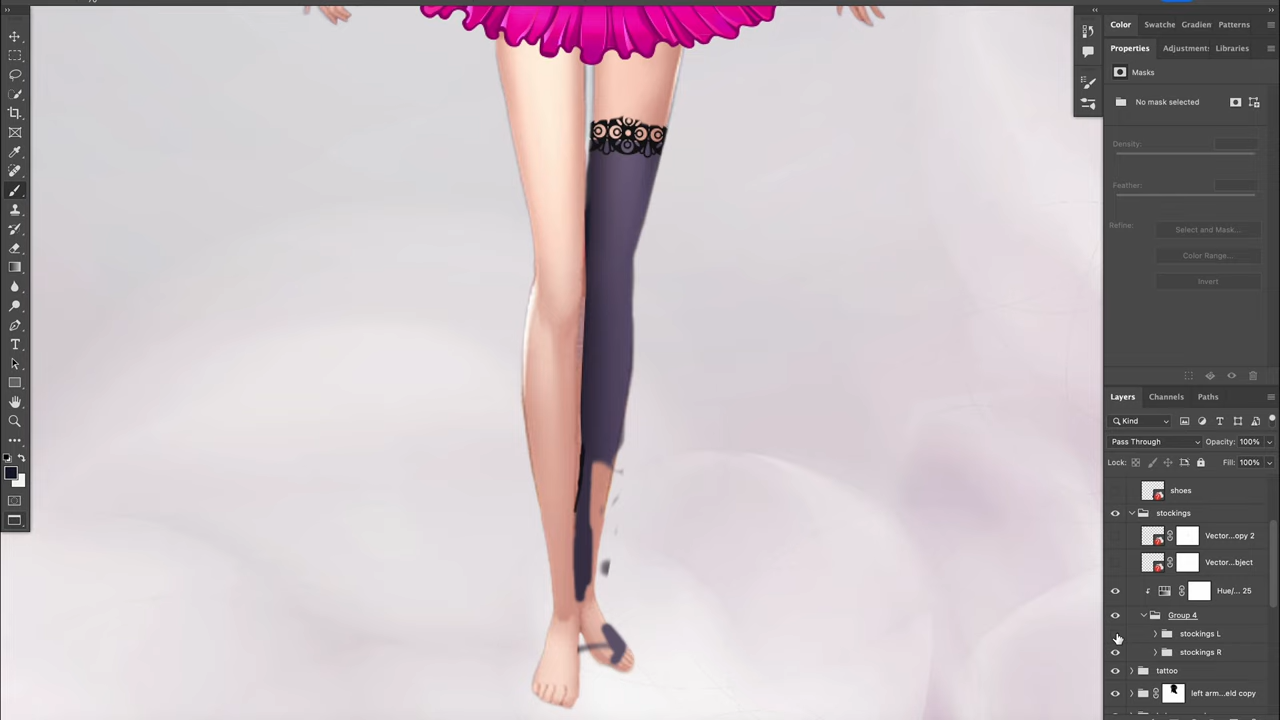 Color Swatche Gradien Patterns
Properties Adjustment: Libraries
Masks
No mask selected
Density:
Feather:
Refine:
Select and Mask...
Color Range...
Invert
Layers Channels Paths
Kind
Pass Through Opacity: 100%
Lock: Fill: 100%
shoes
stockings
Vector...opy 2
Vector...bject
Hue/... 25
Group 4
stockings L
stockings R
tattoo
left arm...eld copy